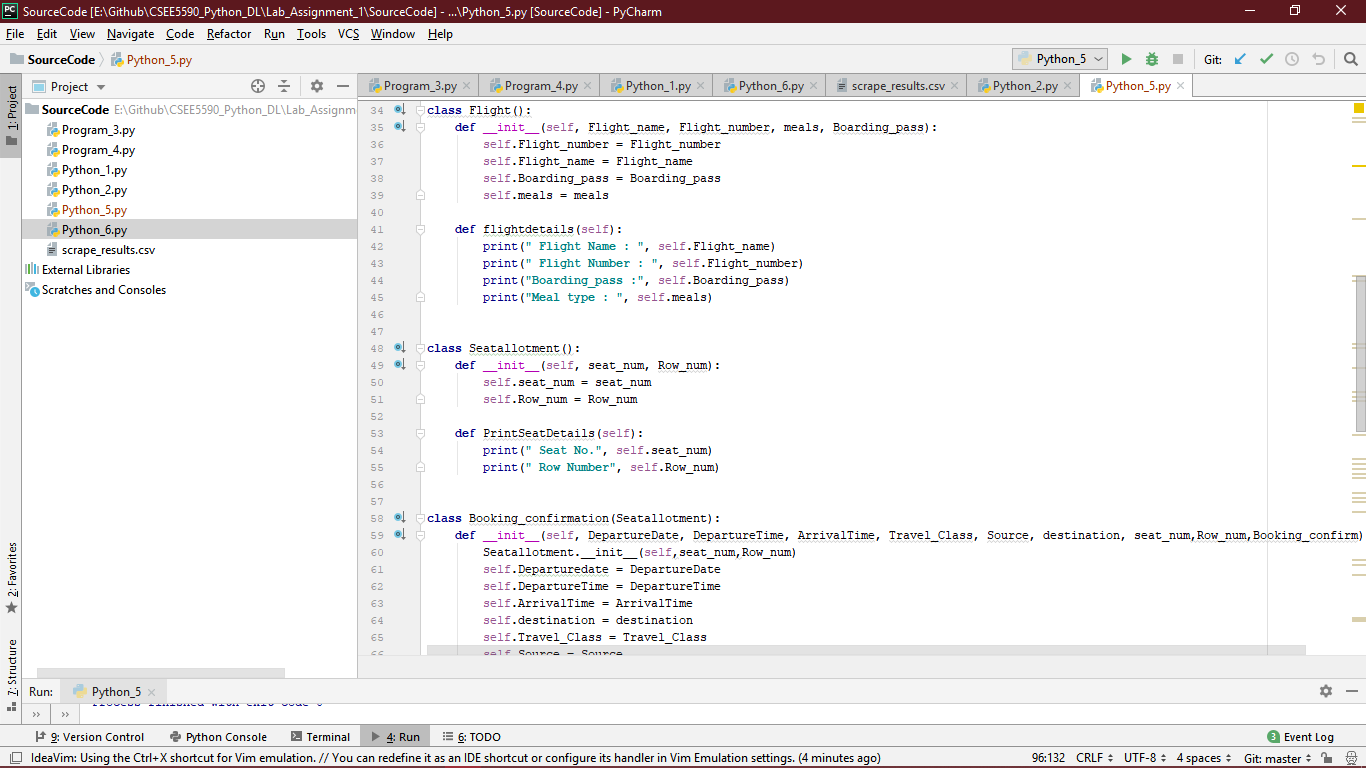 SourceCode [E:\Github\CSEE5590_Python_DL\Lab_Assignment_1\SourceCode] - ...\Python_5.py [SourceCode] - PyCharm
File Edit View Navigate Code Refactor Run Tools VCS Window Help
SourceCode Python_5.py Python_5 Git:
Project Program_3.py Program_4.py Python_1.py Python_6.py scrape_results.csv Python_2.py Python_5.py
1: Project
2: Favorites
7: Structure
SourceCode E:\Github\CSEE5590_Python_DL\Lab_Assignm
Program_3.py
Program_4.py
Python_1.py
Python_2.py
Python_5.py
Python_6.py
scrape_results.csv
External Libraries
Scratches and Consoles
34 class Flight():
35 def __init__(self, Flight_name, Flight_number, meals, Boarding_pass):
36 self.Flight_number = Flight_number
37 self.Flight_name = Flight_name
38 self.Boarding_pass = Boarding_pass
39 self.meals = meals
40
41 def flightdetails(self):
42 print(" Flight Name : ", self.Flight_name)
43 print(" Flight Number : ", self.Flight_number)
44 print("Boarding_pass :", self.Boarding_pass)
45 print("Meal type : ", self.meals)
46
47
48 class Seatallotment():
49 def __init__(self, seat_num, Row_num):
50 self.seat_num = seat_num
51 self.Row_num = Row_num
52
53 def PrintSeatDetails(self):
54 print(" Seat No.", self.seat_num)
55 print(" Row Number", self.Row_num)
56
57
58 class Booking_confirmation(Seatallotment):
59 def __init__(self, DepartureDate, DepartureTime, ArrivalTime, Travel_Class, Source, destination, seat_num,Row_num,Booking_confirm)
60 Seatallotment.__init__(self,seat_num,Row_num)
61 self.Departuredate = DepartureDate
62 self.DepartureTime = DepartureTime
63 self.ArrivalTime = ArrivalTime
64 self.destination = destination
65 self.Travel_Class = Travel_Class
66 self.Source = Source
Run: Python_5
Process finished with exit code 0
9: Version Control Python Console Terminal 4: Run 6: TODO 3 Event Log
IdeaVim: Using the Ctrl+X shortcut for Vim emulation. // You can redefine it as an IDE shortcut or configure its handler in Vim Emulation settings. (4 minutes ago) 96:132 CRLF UTF-8 4 spaces Git: master